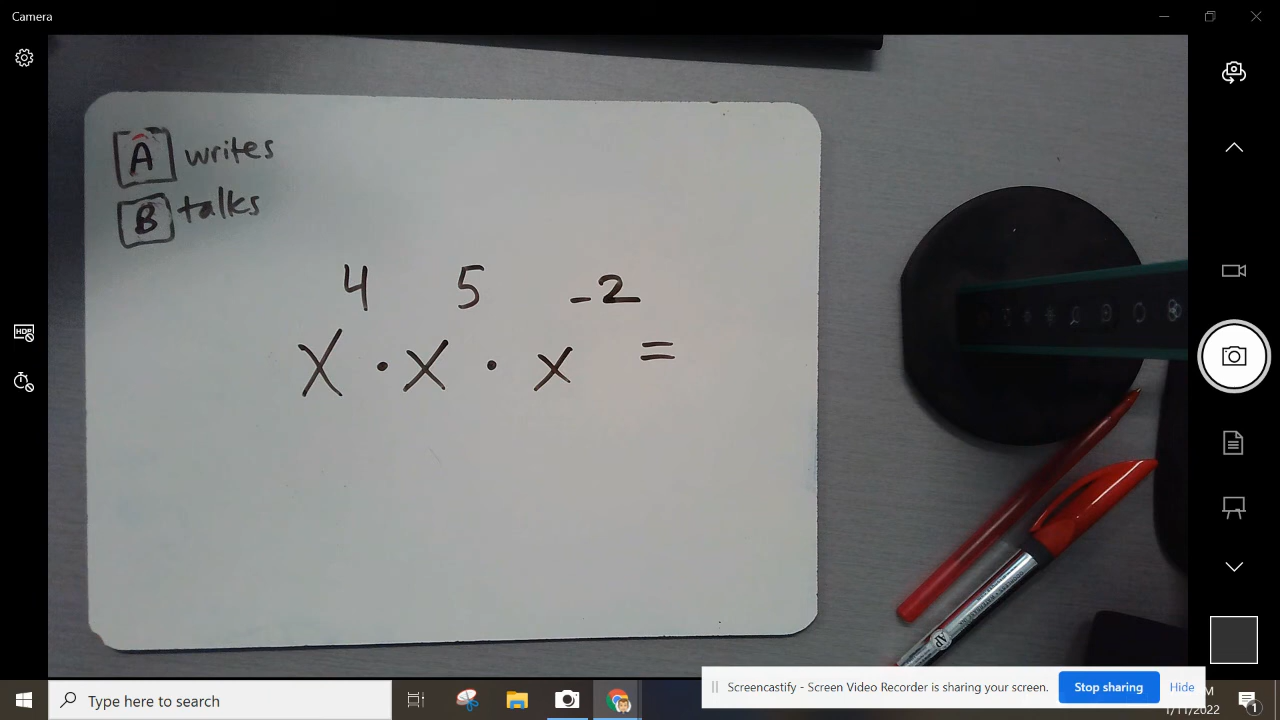 Camera
A writes
B talks
4 5 -2
x · x · x =
Screencastify - Screen Video Recorder is sharing your screen. Stop sharing Hide
Type here to search
M
1/11/2022
1